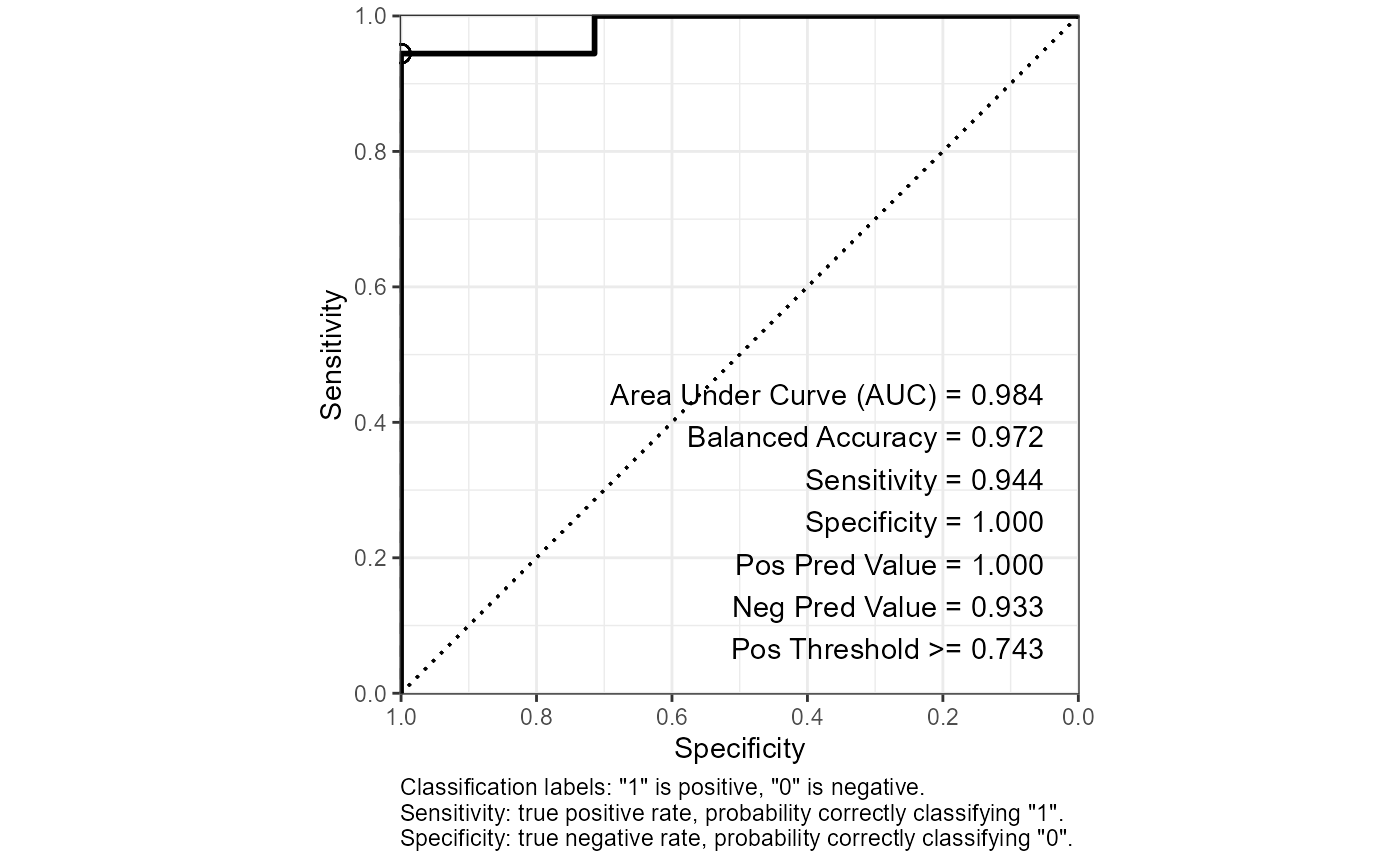 1.0
0.8
0.6
0.4
0.2
0.0
Sensitivity
Area Under Curve (AUC) = 0.984
Balanced Accuracy = 0.972
Sensitivity = 0.944
Specificity = 1.000
Pos Pred Value = 1.000
Neg Pred Value = 0.933
Pos Threshold >= 0.743
1.0 0.8 0.6 0.4 0.2 0.0
Specificity
Classification labels: "1" is positive, "0" is negative.
Sensitivity: true positive rate, probability correctly classifying "1".
Specificity: true negative rate, probability correctly classifying "0".